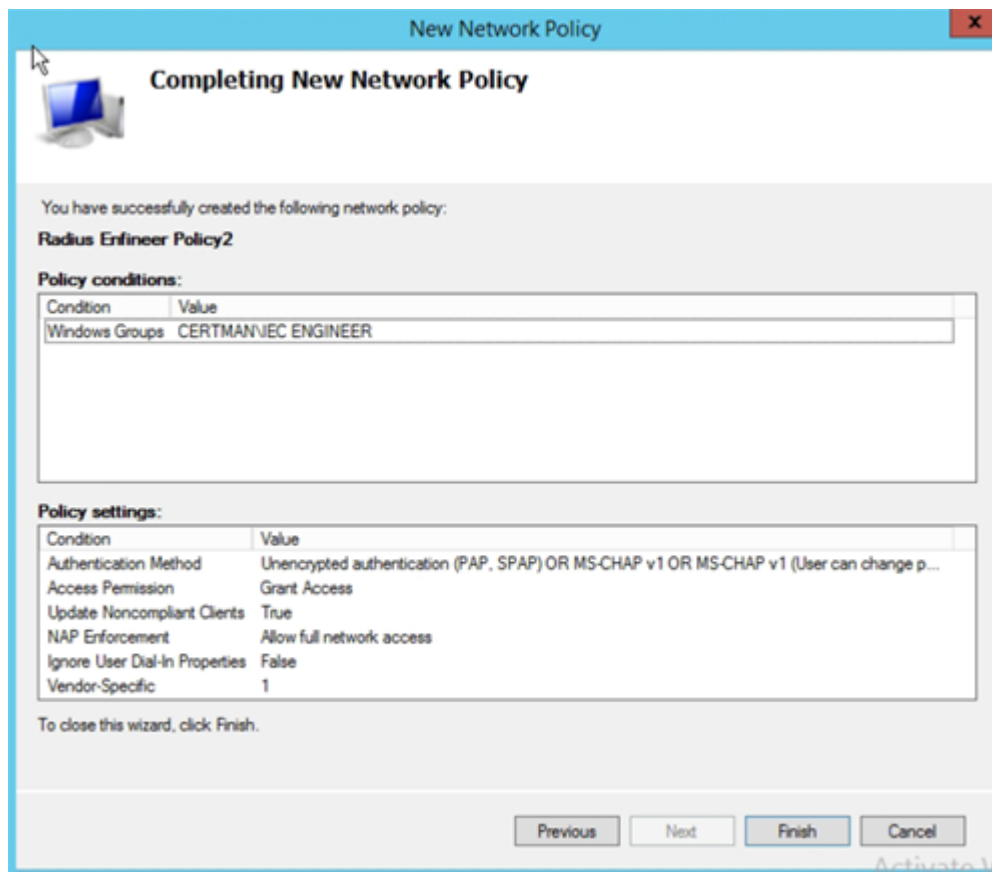 New Network Policy
x
Completing New Network Policy
You have successfully created the following network policy:
Radius Enfineer Policy2
Policy conditions:
Condition Value
Windows Groups CERTMAN\IEC ENGINEER
Policy settings:
Condition Value
Authentication Method Unencrypted authentication (PAP, SPAP) OR MS-CHAP v1 OR MS-CHAP v1 (User can change p...
Access Permission Grant Access
Update Noncompliant Clients True
NAP Enforcement Allow full network access
Ignore User Dial-In Properties False
Vendor-Specific 1
To close this wizard, click Finish.
Previous Next Finish Cancel
Activate